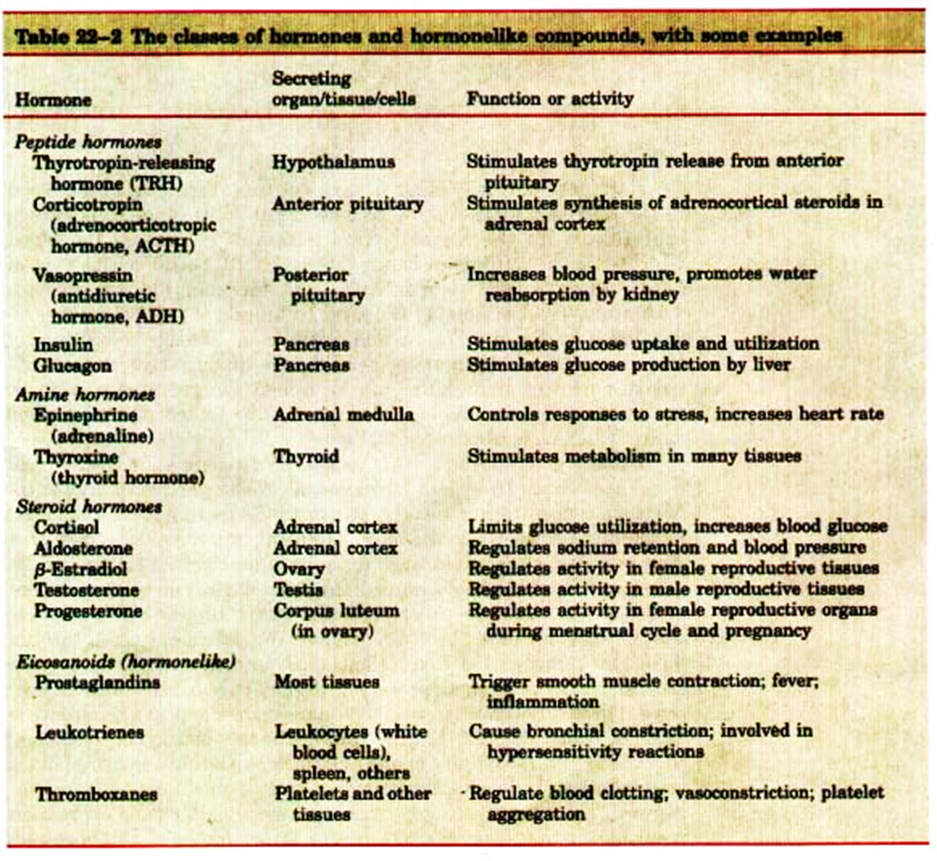 Table 22–2 The classes of hormones and hormonelike compounds, with some examples
Secreting
Hormone organ/tissue/cells Function or activity
Peptide hormones
Thyrotropin-releasing Hypothalamus Stimulates thyrotropin release from anterior
hormone (TRH) pituitary
Corticotropin Anterior pituitary Stimulates synthesis of adrenocortical steroids in
(adrenocorticotropic adrenal cortex
hormone, ACTH)
Vasopressin Posterior Increases blood pressure, promotes water
(antidiuretic pituitary reabsorption by kidney
hormone, ADH)
Insulin Pancreas Stimulates glucose uptake and utilization
Glucagon Pancreas Stimulates glucose production by liver
Amine hormones
Epinephrine Adrenal medulla Controls responses to stress, increases heart rate
(adrenaline)
Thyroxine Thyroid Stimulates metabolism in many tissues
(thyroid hormone)
Steroid hormones
Cortisol Adrenal cortex Limits glucose utilization, increases blood glucose
Aldosterone Adrenal cortex Regulates sodium retention and blood pressure
β-Estradiol Ovary Regulates activity in female reproductive tissues
Testosterone Testis Regulates activity in male reproductive tissues
Progesterone Corpus luteum Regulates activity in female reproductive organs
(in ovary) during menstrual cycle and pregnancy
Eicosanoids (hormonelike)
Prostaglandins Most tissues Trigger smooth muscle contraction; fever;
inflammation
Leukotrienes Leukocytes (white Cause bronchial constriction; involved in
blood cells), hypersensitivity reactions
spleen, others
Thromboxanes Platelets and other Regulate blood clotting; vasoconstriction; platelet
tissues aggregation